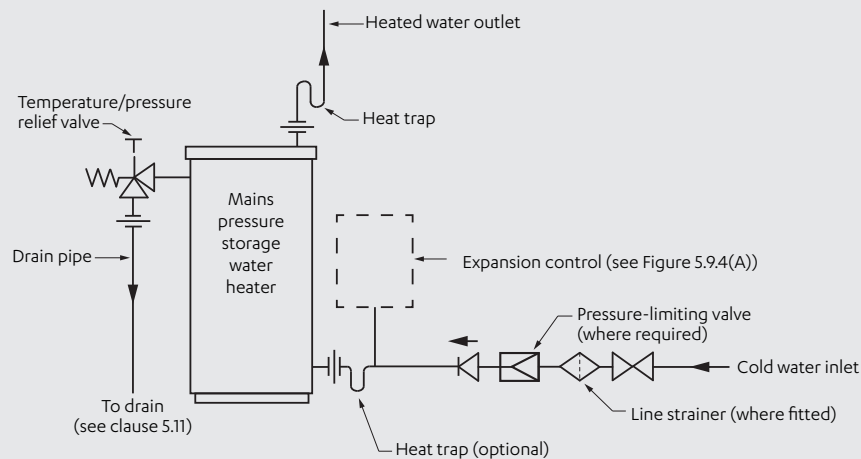 Heated water outlet
Temperature/pressure
relief valve
Heat trap
Mains
pressure
storage
water
heater
Drain pipe
Expansion control (see Figure 5.9.4(A))
Pressure-limiting valve
(where required)
Cold water inlet
To drain
(see clause 5.11)
Line strainer (where fitted)
Heat trap (optional)